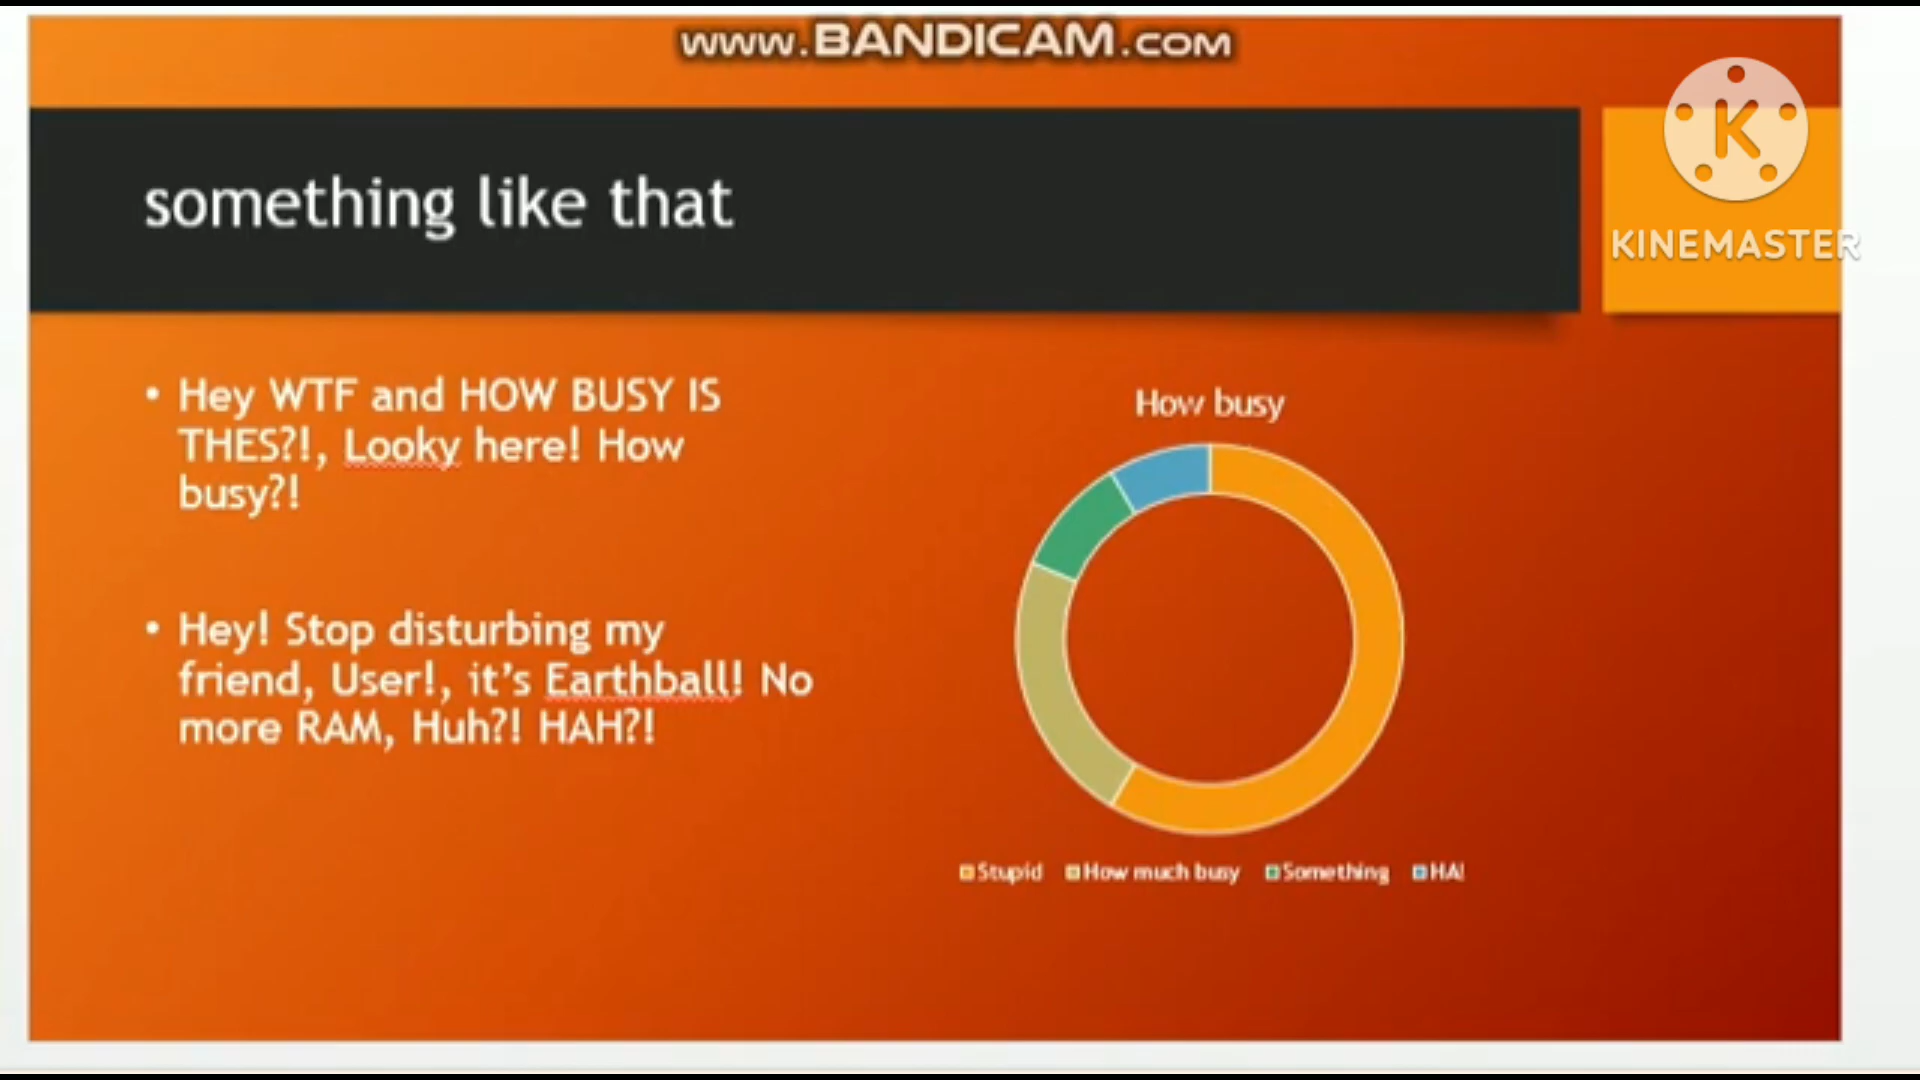 www.BANDICAM.com
K
KINEMASTER
something like that
• Hey WTF and HOW BUSY IS
THES?!, Looky here! How
busy?!
• Hey! Stop disturbing my
friend, User!, it's Earthball! No
more RAM, Huh?! HAH?!
How busy
Stupid How much busy Something HA!